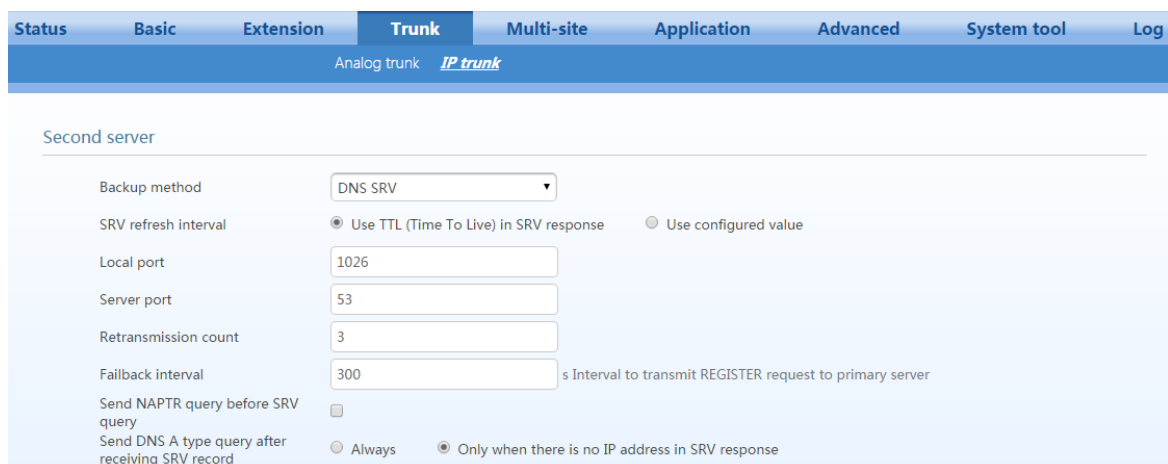 Status Basic Extension Trunk Multi-site Application Advanced System tool Log
Analog trunk IP trunk
Second server
Backup method DNS SRV
SRV refresh interval Use TTL (Time To Live) in SRV response Use configured value
Local port 1026
Server port 53
Retransmission count 3
Failback interval 300 s Interval to transmit REGISTER request to primary server
Send NAPTR query before SRV
query
Send DNS A type query after
receiving SRV record Always Only when there is no IP address in SRV response